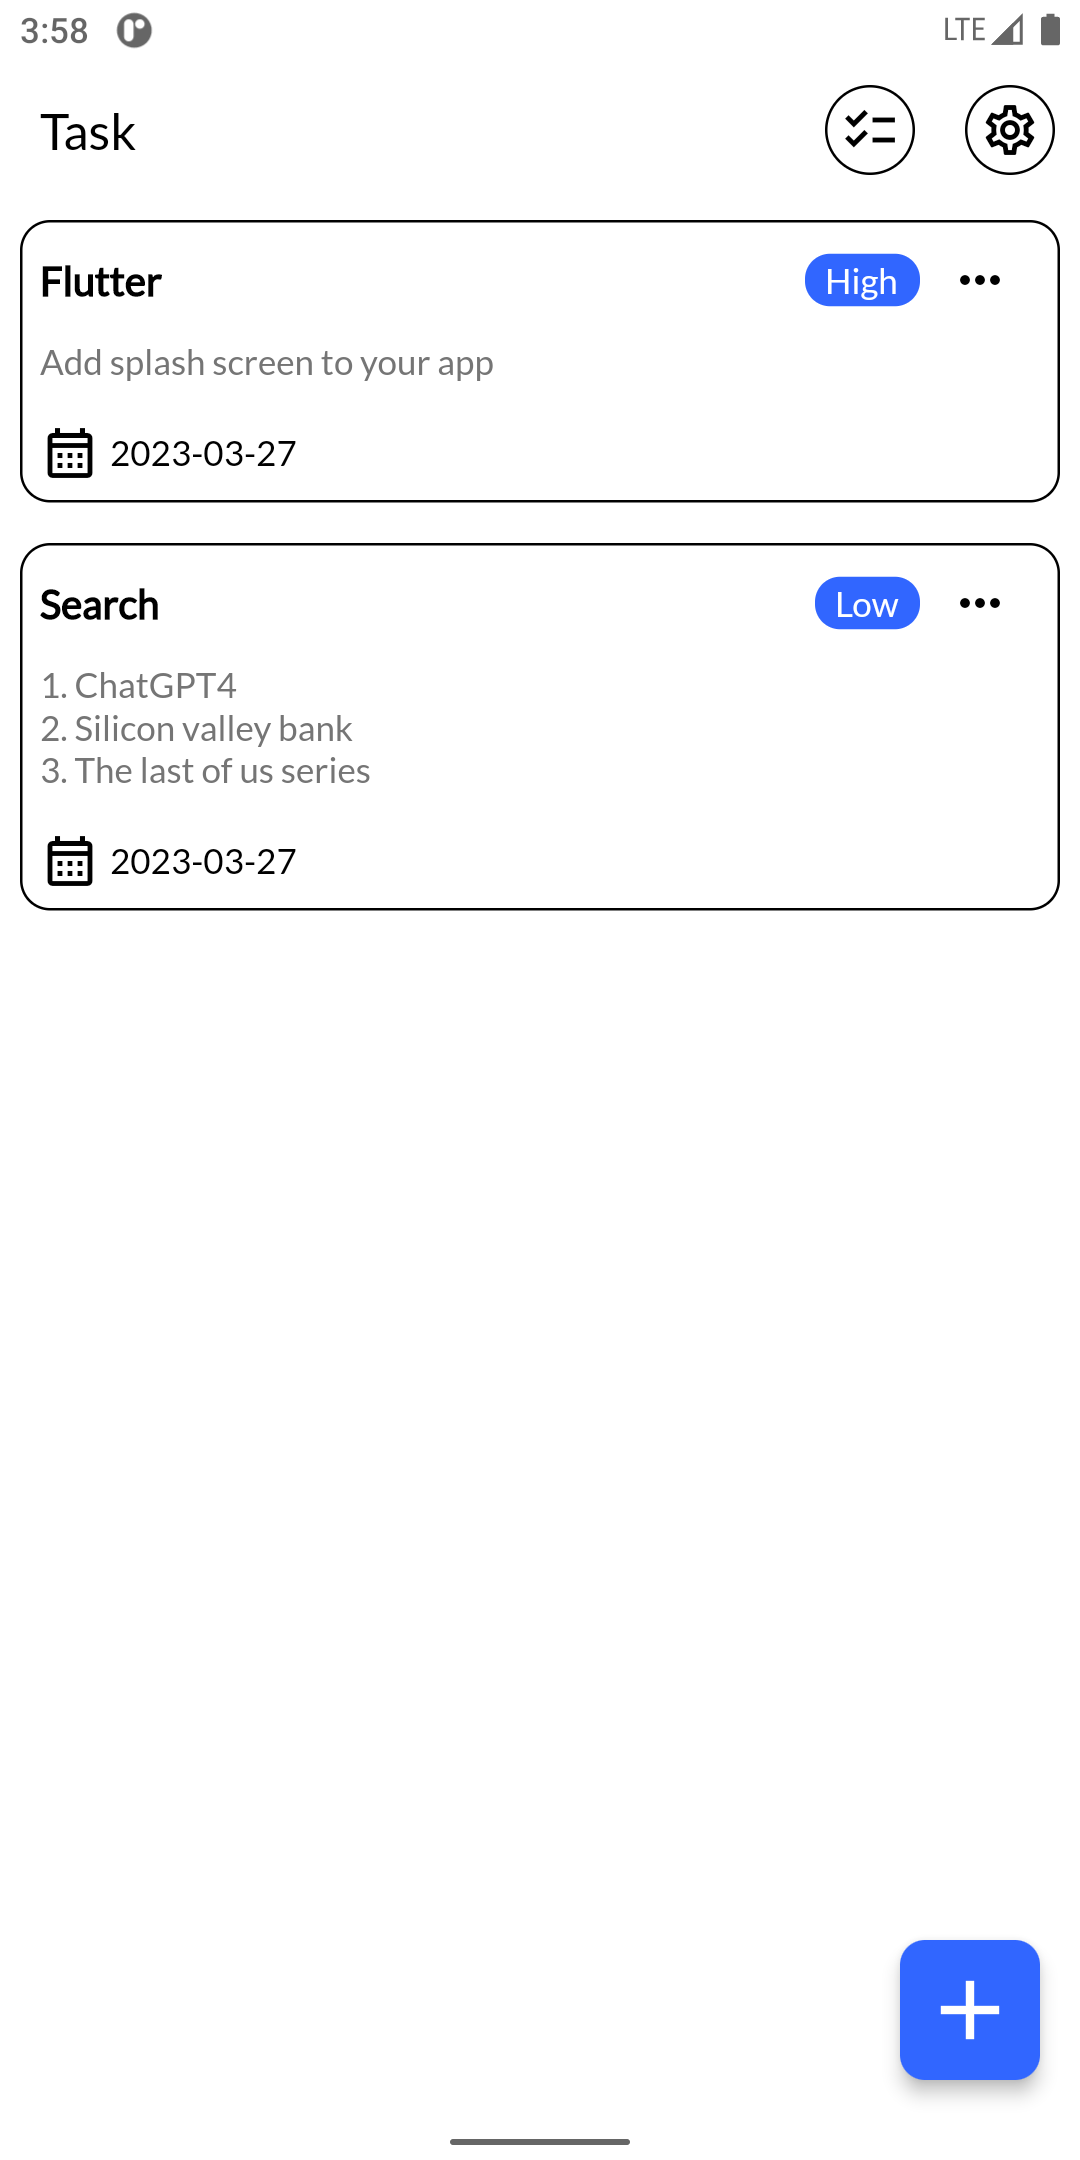 3:58
LTE
Task
Flutter
High
Add splash screen to your app
2023-03-27
Search
Low
1. ChatGPT4
2. Silicon valley bank
3. The last of us series
2023-03-27